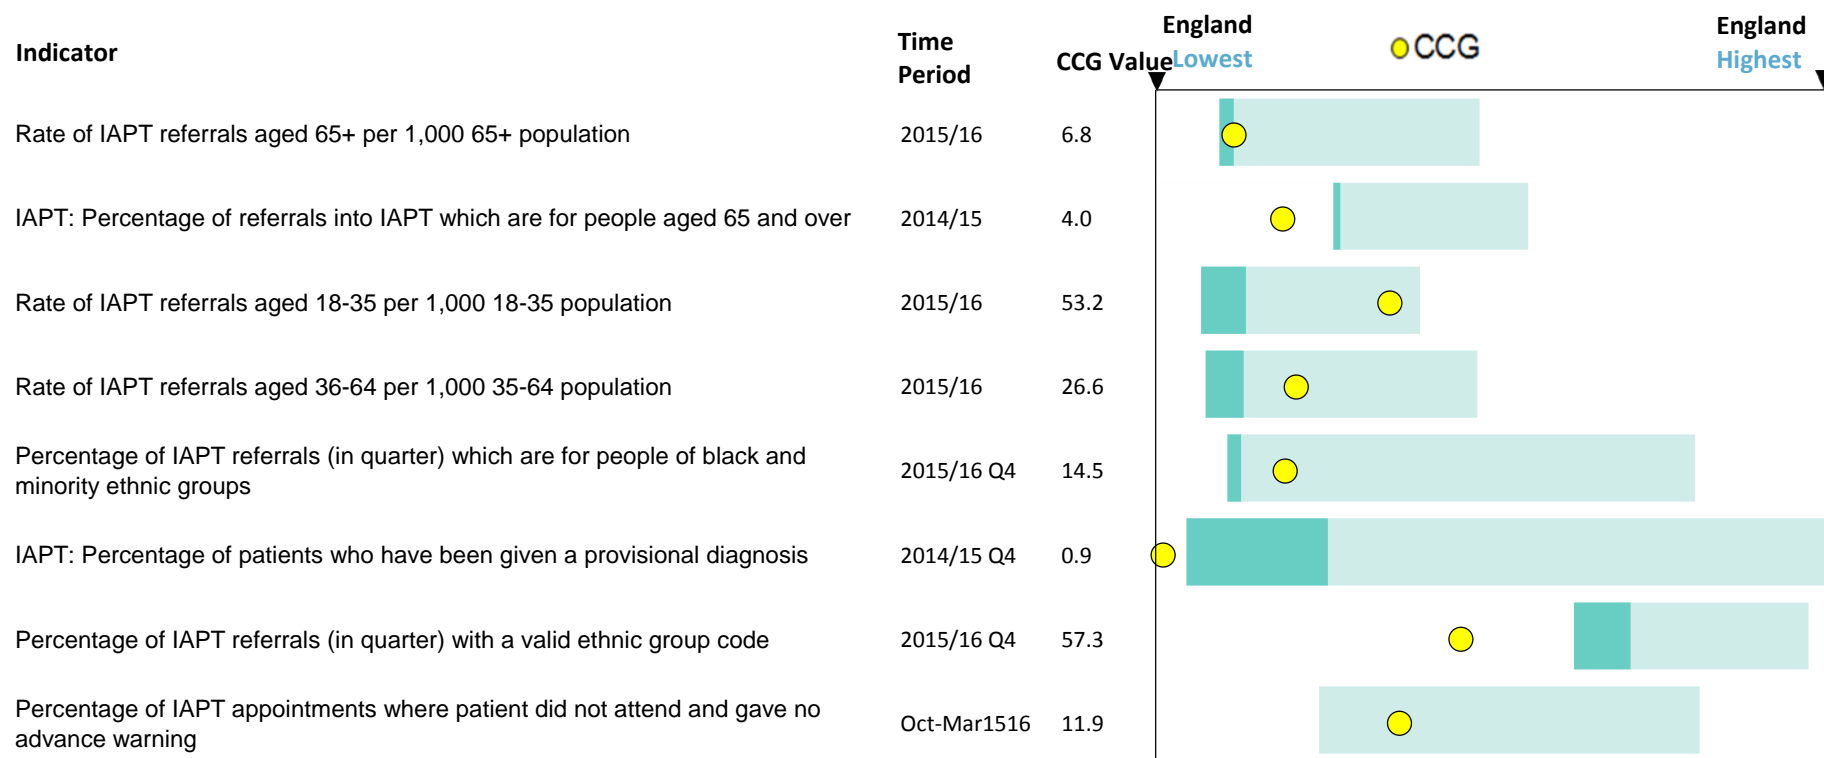 Indicator
Time
Period
CCG Value
England
Lowest
CCG
England
Highest
Rate of IAPT referrals aged 65+ per 1,000 65+ population 2015/16 6.8
IAPT: Percentage of referrals into IAPT which are for people aged 65 and over 2014/15 4.0
Rate of IAPT referrals aged 18-35 per 1,000 18-35 population 2015/16 53.2
Rate of IAPT referrals aged 36-64 per 1,000 35-64 population 2015/16 26.6
Percentage of IAPT referrals (in quarter) which are for people of black and
minority ethnic groups
2015/16 Q4 14.5
IAPT: Percentage of patients who have been given a provisional diagnosis 2014/15 Q4 0.9
Percentage of IAPT referrals (in quarter) with a valid ethnic group code 2015/16 Q4 57.3
Percentage of IAPT appointments where patient did not attend and gave no
advance warning
Oct-Mar1516 11.9